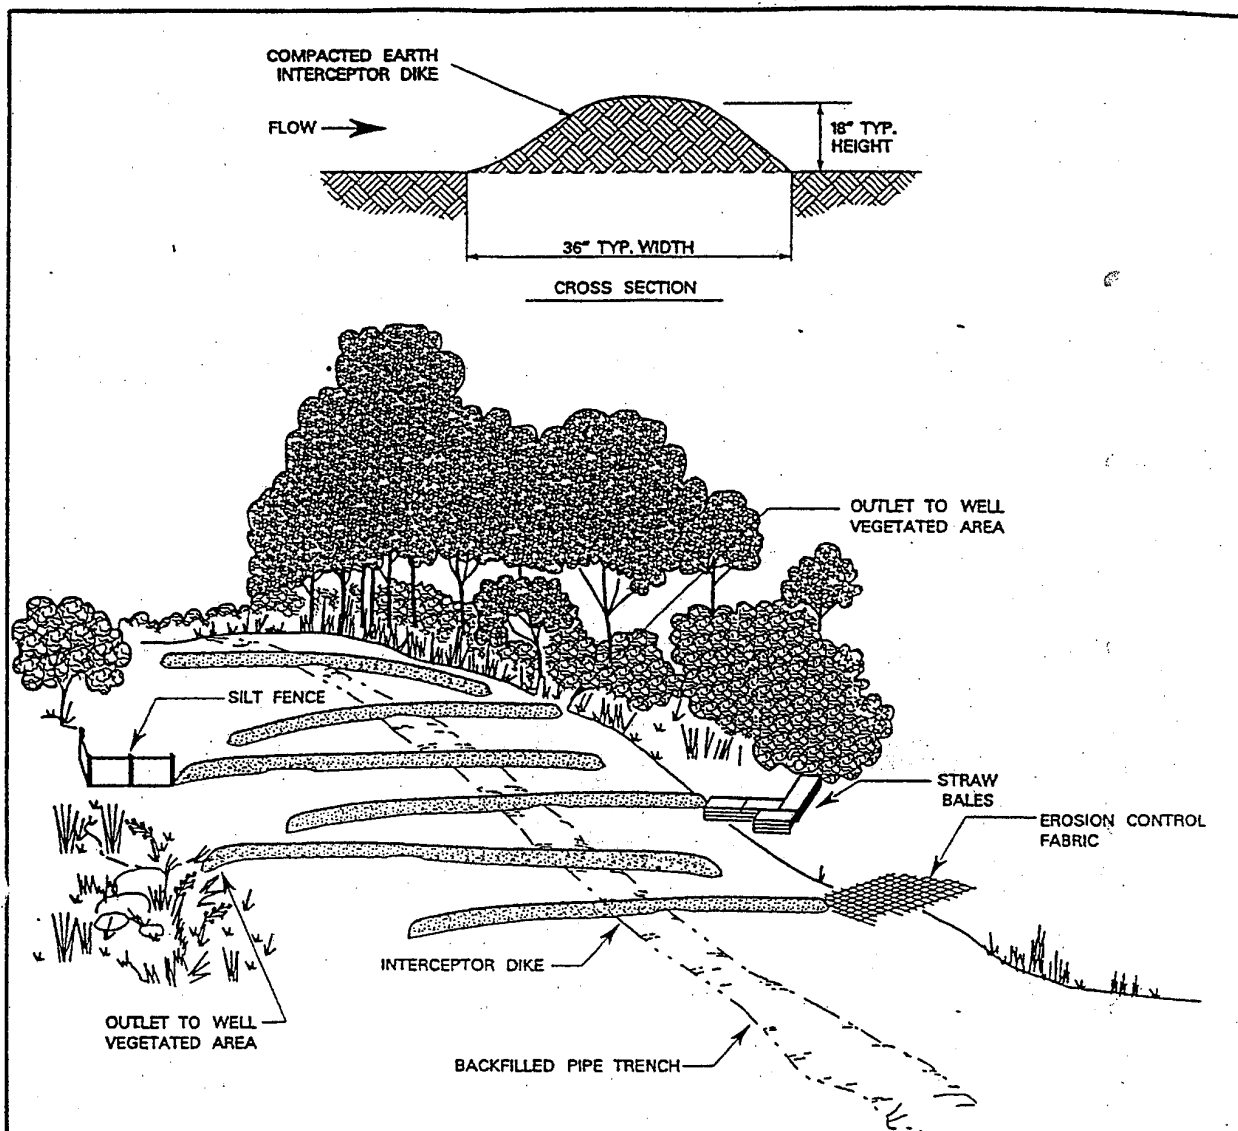 COMPACTED EARTH
INTERCEPTOR DIKE
FLOW
18" TYP.
HEIGHT
36" TYP. WIDTH
CROSS SECTION
OUTLET TO WELL
VEGETATED AREA
SILT FENCE
STRAW
BALES
EROSION CONTROL
FABRIC
INTERCEPTOR DIKE
OUTLET TO WELL
VEGETATED AREA
BACKFILLED PIPE TRENCH